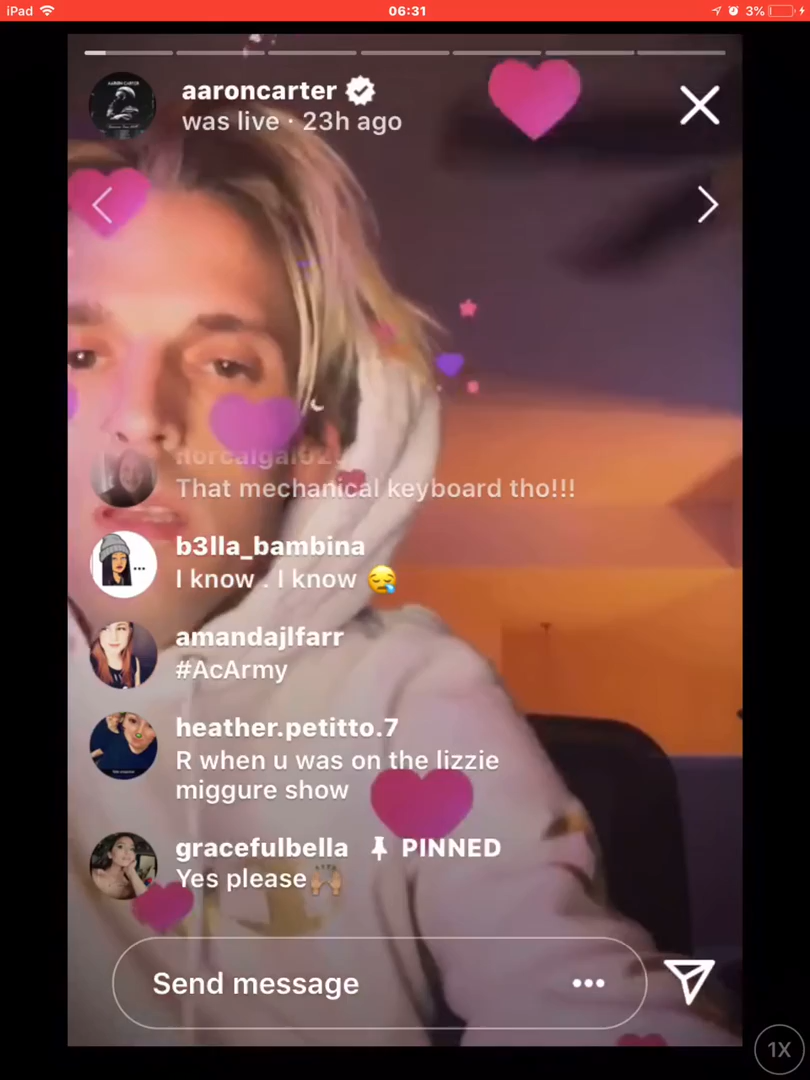 iPad 06:31 3%
aaroncarter
was live · 23h ago
That mechanical keyboard tho!!!
b3lla_bambina
I know . I know 😪
amandajlfarr
#AcArmy
heather.petitto.7
R when u was on the lizzie
miggure show
gracefulbella PINNED
Yes please🙌🏼
Send message
1X